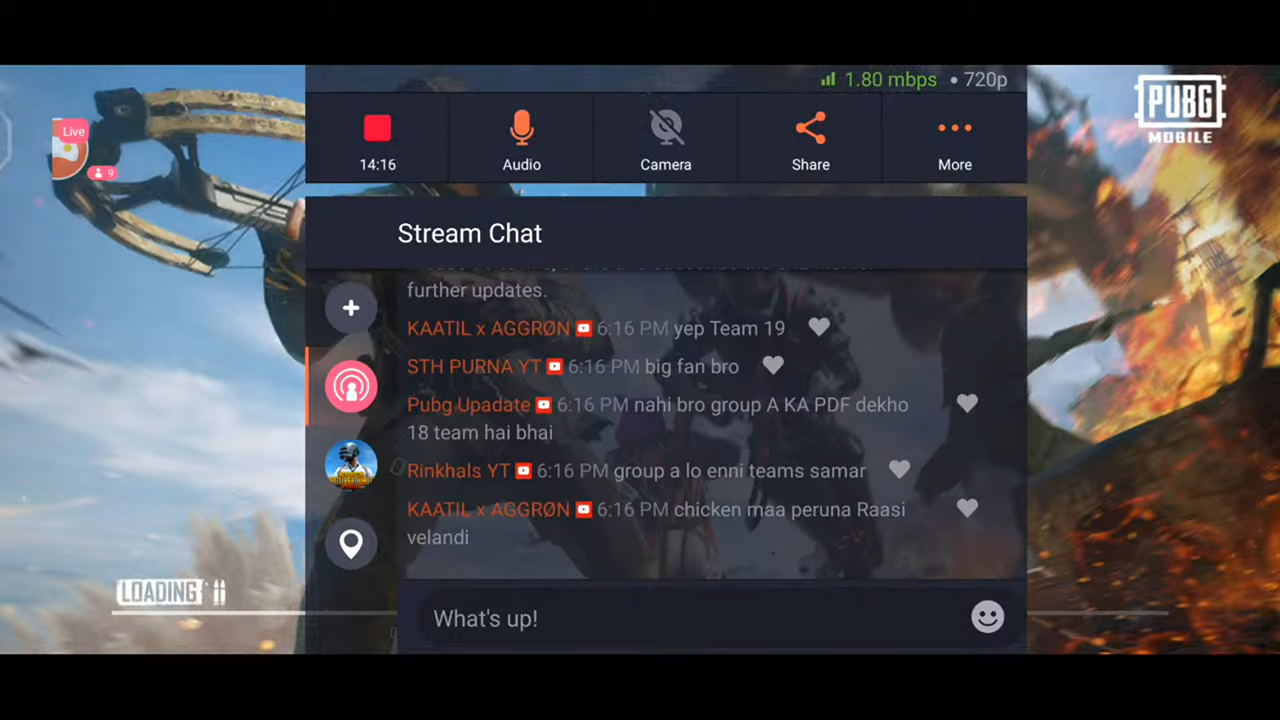 1.80 mbps • 720p
PUBG
MOBILE
Live
9
14:16
Audio
Camera
Share
More
Stream Chat
further updates.
KAATIL x AGGRØN 6:16 PM yep Team 19
STH PURNA YT 6:16 PM big fan bro
Pubg Upadate 6:16 PM nahi bro group A KA PDF dekho
18 team hai bhai
Rinkhals YT 6:16 PM group a lo enni teams samar
KAATIL x AGGRØN 6:16 PM chicken maa peruna Raasi
velandi
LOADING
What's up!